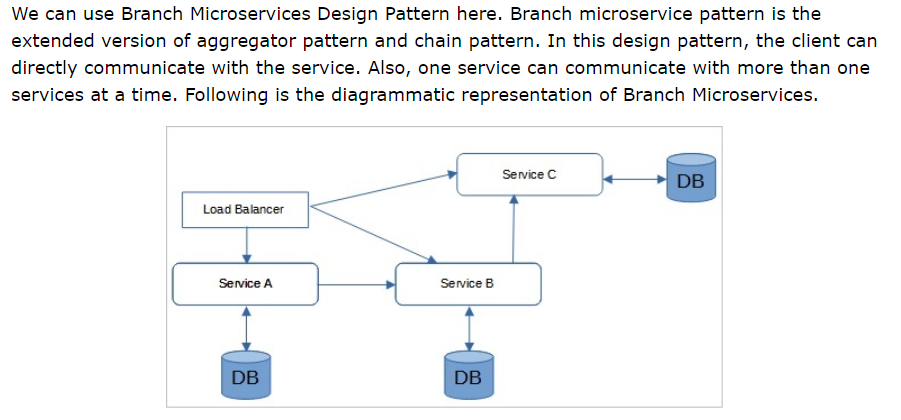 We can use Branch Microservices Design Pattern here. Branch microservice pattern is the
extended version of aggregator pattern and chain pattern. In this design pattern, the client can
directly communicate with the service. Also, one service can communicate with more than one
services at a time. Following is the diagrammatic representation of Branch Microservices.
Service C
DB
Load Balancer
Service A
Service B
DB
DB